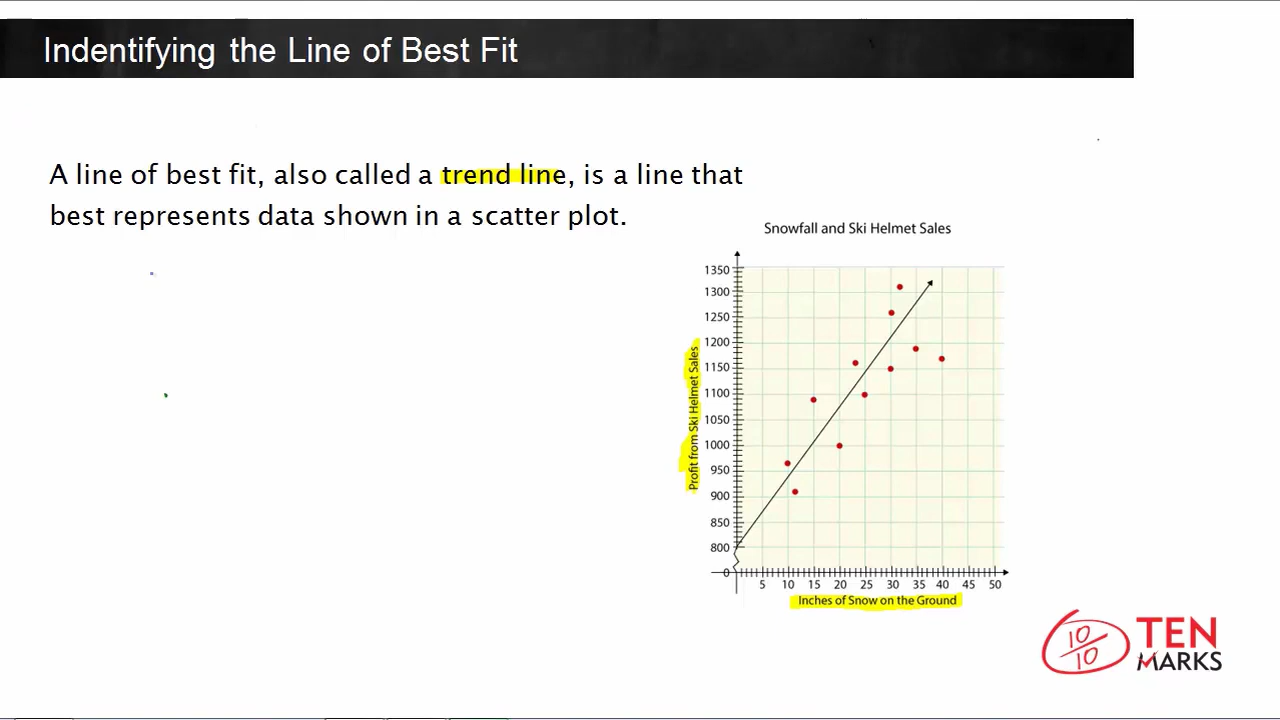 Indentifying the Line of Best Fit
A line of best fit, also called a trend line, is a line that
best represents data shown in a scatter plot.
Snowfall and Ski Helmet Sales
Profit from Ski Helmet Sales
1350
1300
1250
1200
1150
1100
1050
1000
950
900
850
800
0
5 10 15 20 25 30 35 40 45 50
Inches of Snow on the Ground
10
10
TEN
MARKS